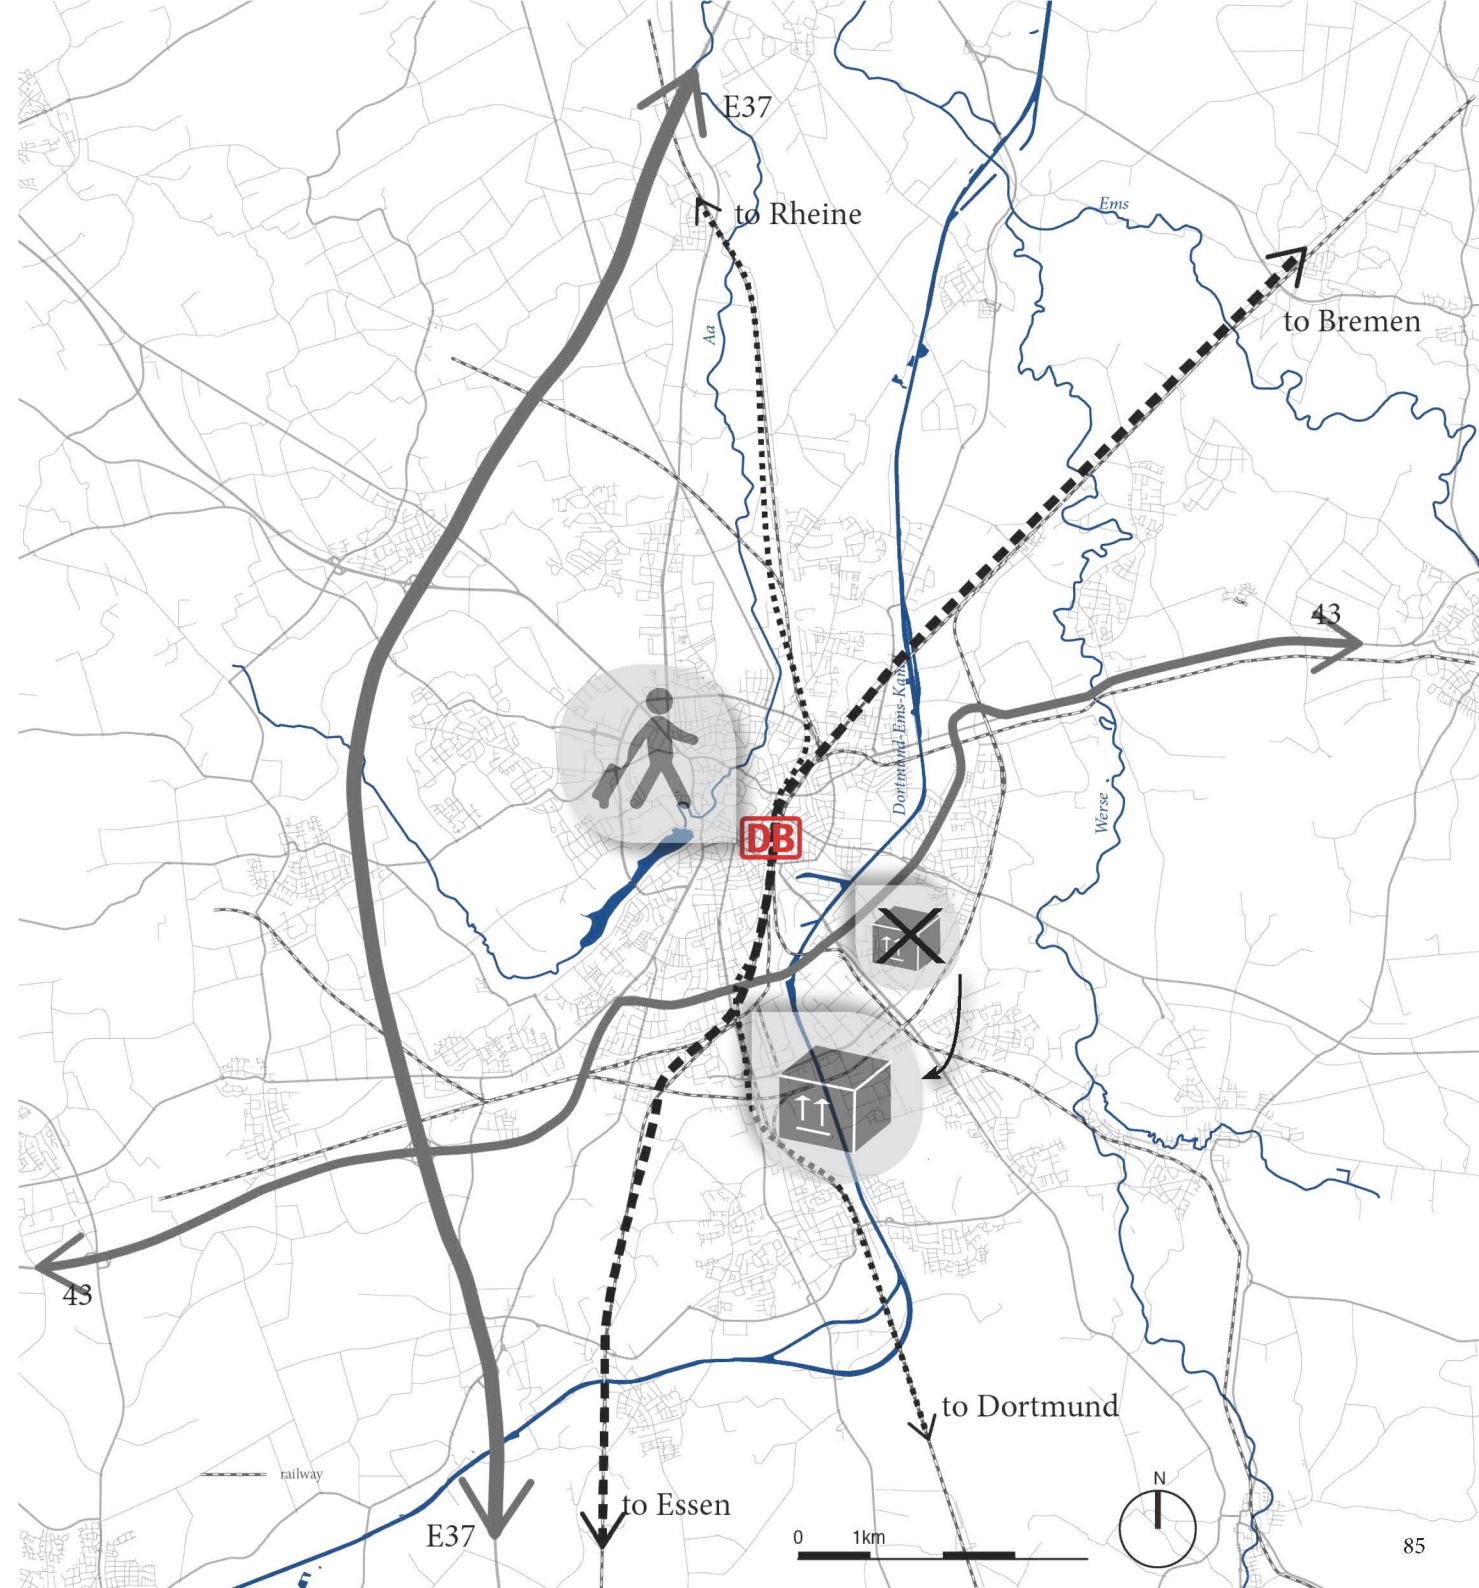 E37
to Rheine
Ems
Aa
to Bremen
43
Dortmund-Ems-Kan
DB
Werse
43
to Dortmund
railway
to Essen
E37
N
0 1km
85